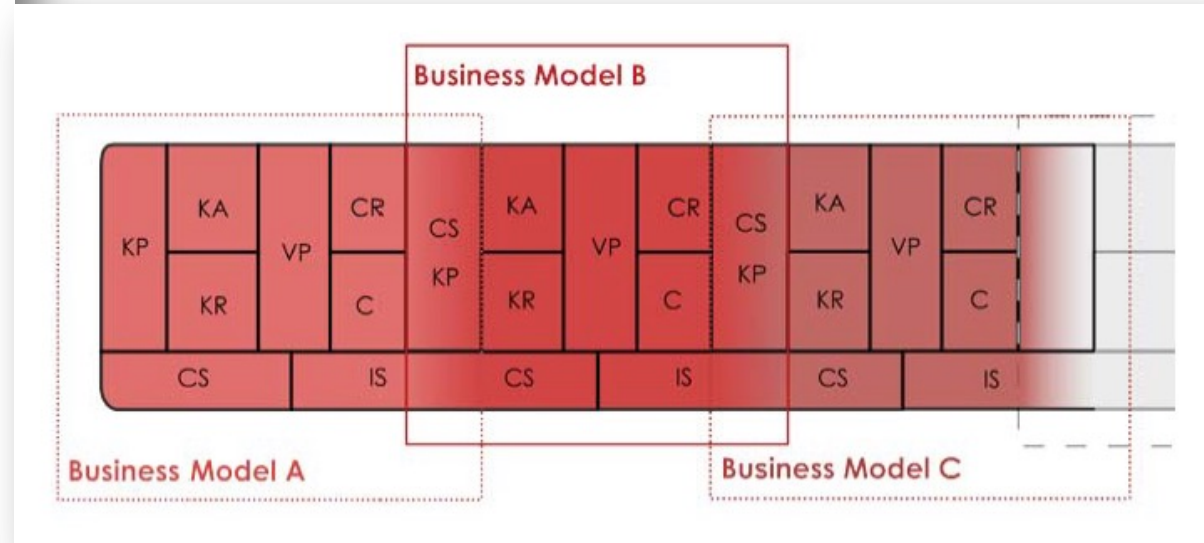 Business Model B
KP
KA
KR
VP
CR
C
CS
KP
KA
KR
VP
CR
C
CS
KP
KA
KR
VP
CR
C
CS
IS
CS
IS
CS
IS
Business Model A
Business Model C